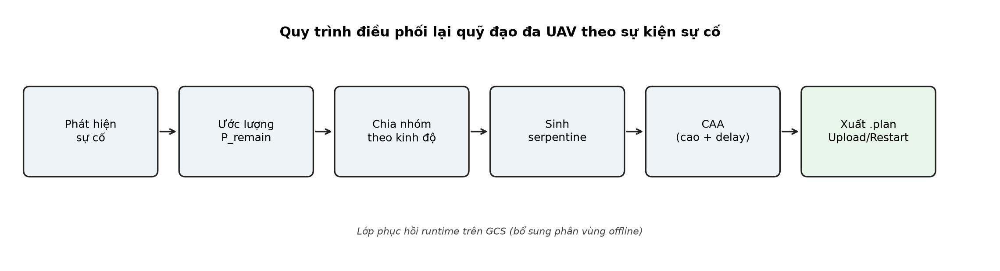 Quy trình điều phối lại quỹ đạo đa UAV theo sự kiện sự cố
Phát hiện
sự cố
Ước lượng
P_remain
Chia nhóm
theo kinh độ
Sinh
serpentine
CAA
(cao + delay)
Xuất .plan
Upload/Restart
Lớp phục hồi runtime trên GCS (bổ sung phân vùng offline)